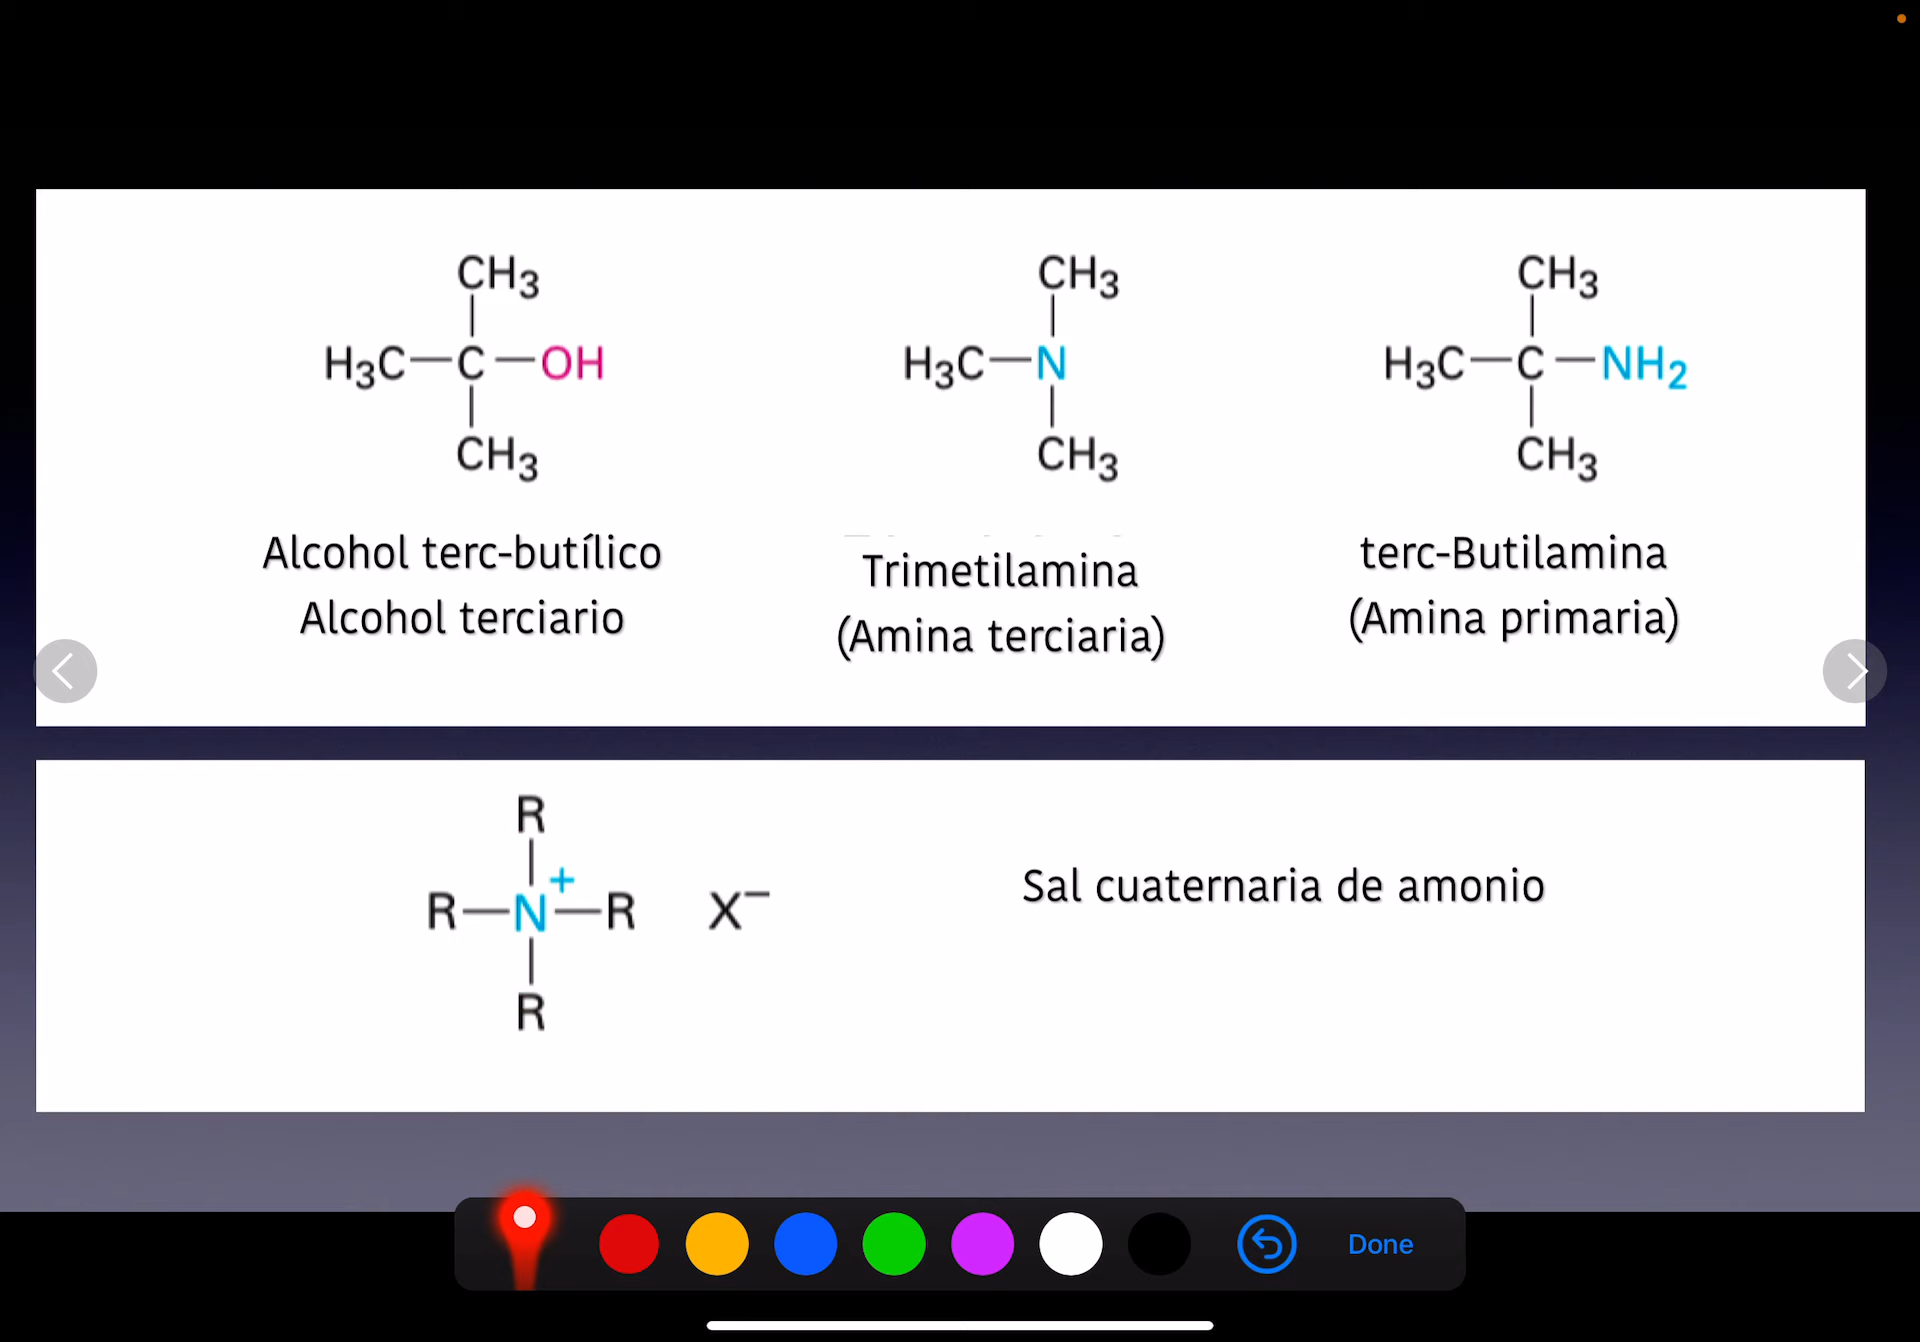 CH3 CH3 CH3
H3C—C—OH H3C—N H3C—C—NH2
CH3 CH3 CH3
Alcohol terc-butílico
Alcohol terciario
Trimetilamina
(Amina terciaria)
terc-Butilamina
(Amina primaria)
R
R—N+—R X−
R
Sal cuaternaria de amonio
Done